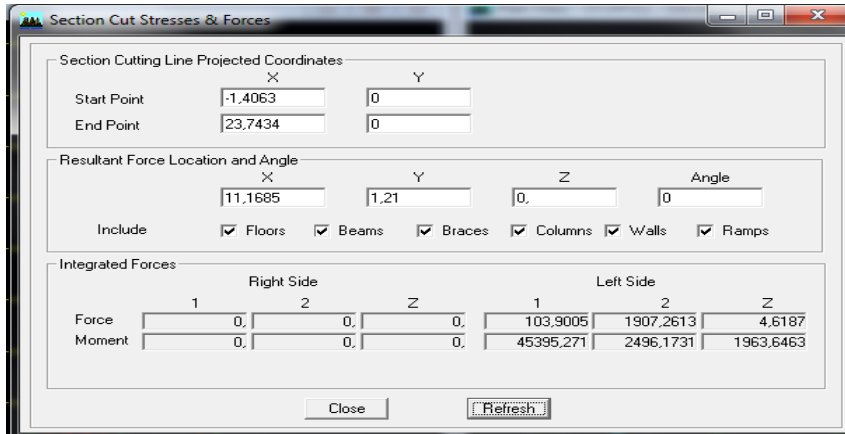 Section Cut Stresses & Forces
Section Cutting Line Projected Coordinates
X Y
Start Point -1,4063 0
End Point 23,7434 0
Resultant Force Location and Angle
X Y Z Angle
11,1685 1,21 0, 0
Include Floors Beams Braces Columns Walls Ramps
Integrated Forces
Right Side Left Side
1 2 Z 1 2 Z
Force 0, 0, 0, 103,9005 1907,2613 4,6187
Moment 0, 0, 0, 45395,271 2496,1731 1963,6463
Close Refresh